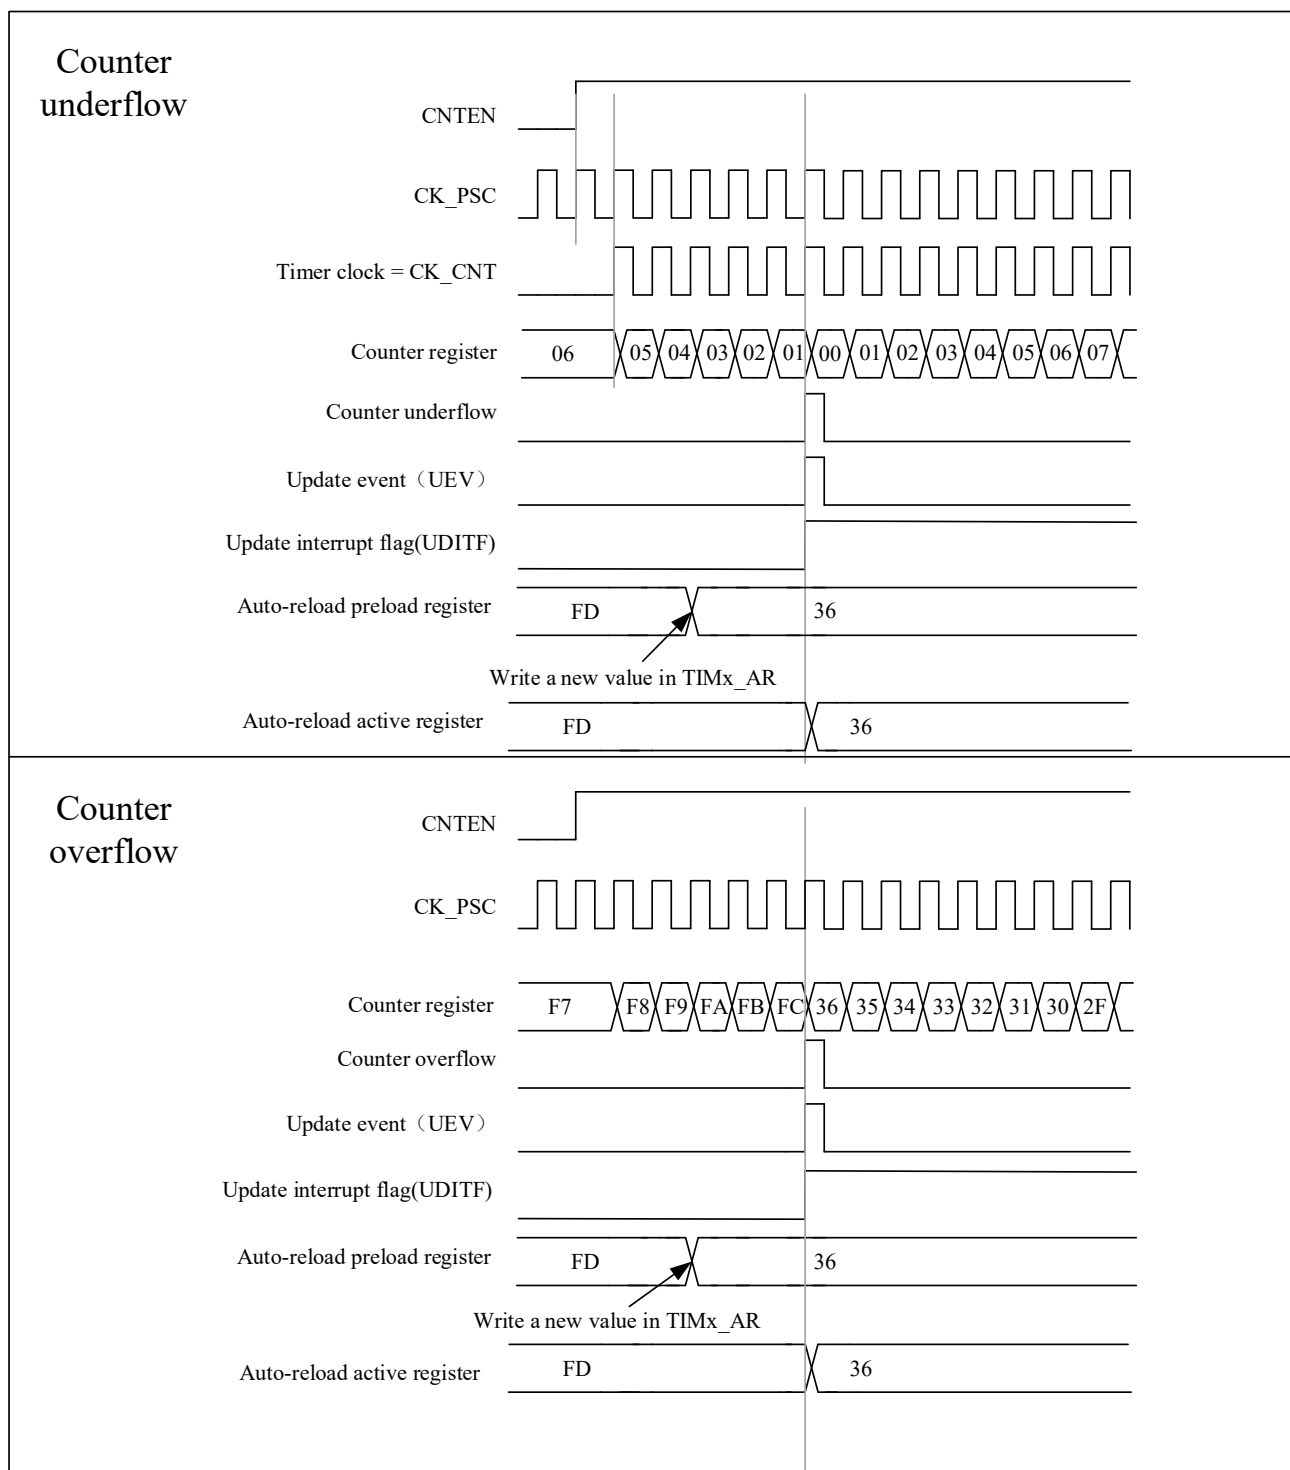 Counter
underflow
CNTEN
CK_PSC
Timer clock = CK_CNT
Counter register 06 05 04 03 02 01 00 01 02 03 04 05 06 07
Counter underflow
Update event（UEV）
Update interrupt flag(UDITF)
Auto-reload preload register FD 36
Write a new value in TIMx_AR
Auto-reload active register FD 36
Counter
overflow
CNTEN
CK_PSC
Counter register F7 F8 F9 FA FB FC 36 35 34 33 32 31 30 2F
Counter overflow
Update event（UEV）
Update interrupt flag(UDITF)
Auto-reload preload register FD 36
Write a new value in TIMx_AR
Auto-reload active register FD 36